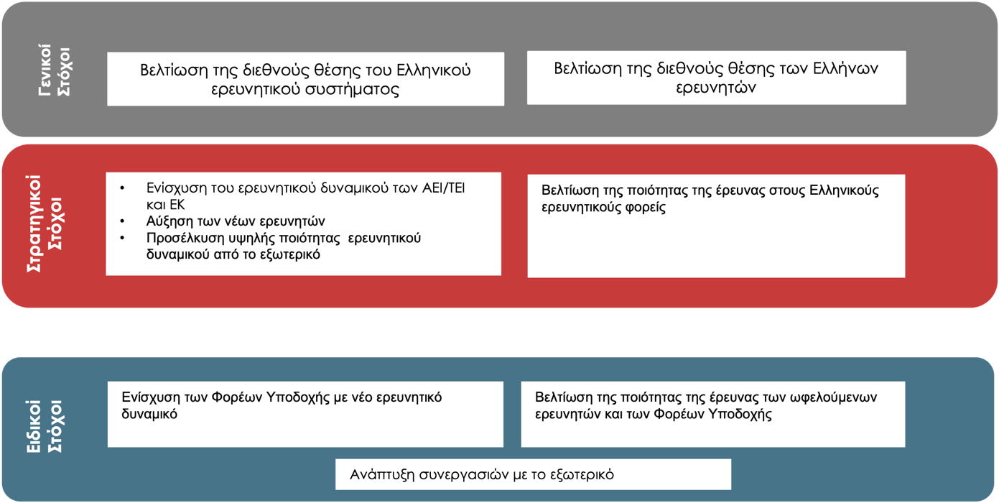 Γενικοί
Στόχοι
Βελτίωση της διεθνούς θέσης του Ελληνικού
ερευνητικού συστήματος
Βελτίωση της διεθνούς θέσης των Ελλήνων
ερευνητών
Στρατηγικοί
Στόχοι
• Ενίσχυση του ερευνητικού δυναμικού των ΑΕΙ/ΤΕΙ
και ΕΚ
• Αύξηση των νέων ερευνητών
• Προσέλκυση υψηλής ποιότητας ερευνητικού
δυναμικού από το εξωτερικό
Βελτίωση της ποιότητας της έρευνας στους Ελληνικούς
ερευνητικούς φορείς
Ειδικοί
Στόχοι
Ενίσχυση των Φορέων Υποδοχής με νέο ερευνητικό
δυναμικό
Βελτίωση της ποιότητας της έρευνας των ωφελούμενων
ερευνητών και των Φορέων Υποδοχής
Ανάπτυξη συνεργασιών με το εξωτερικό